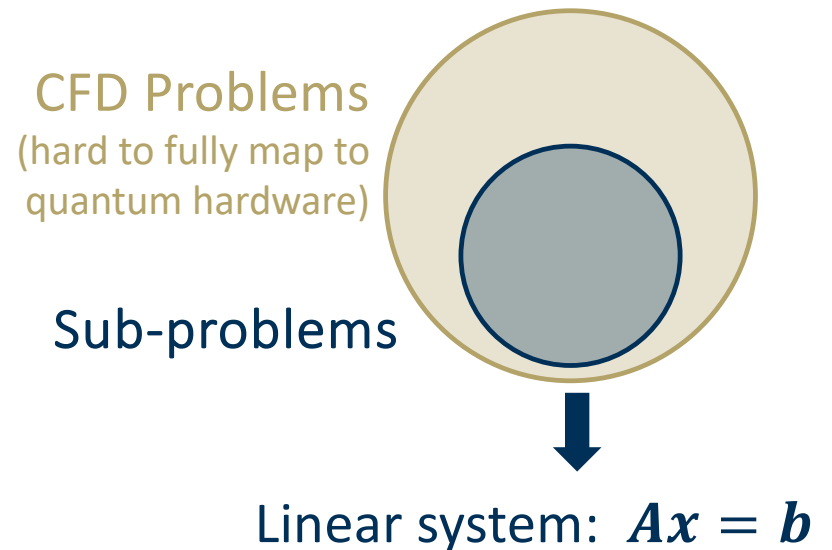 CFD Problems
(hard to fully map to
quantum hardware)
Sub-problems
Linear system: Ax = b